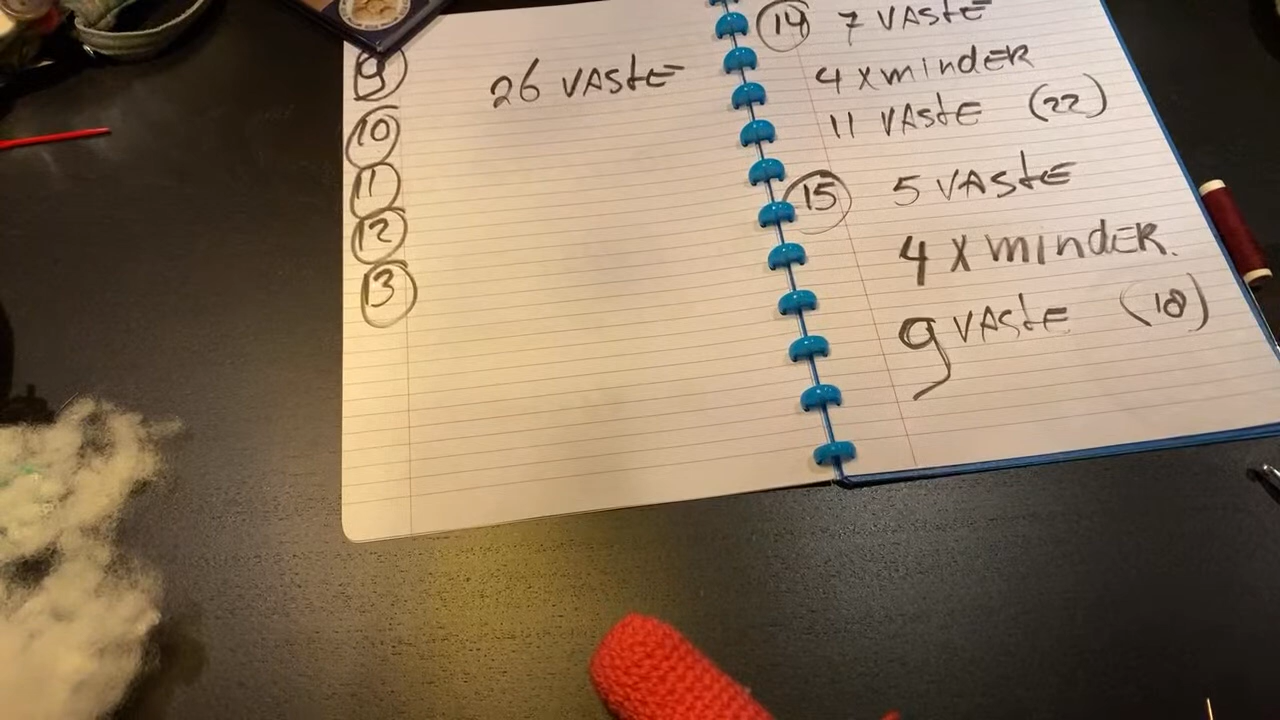 9 26 VASTE
10
11
12
13
14 7 VASTE
4 x minder
11 VASTE (22)
15 5 VASTE
4 x minder.
9 VASTE (18)